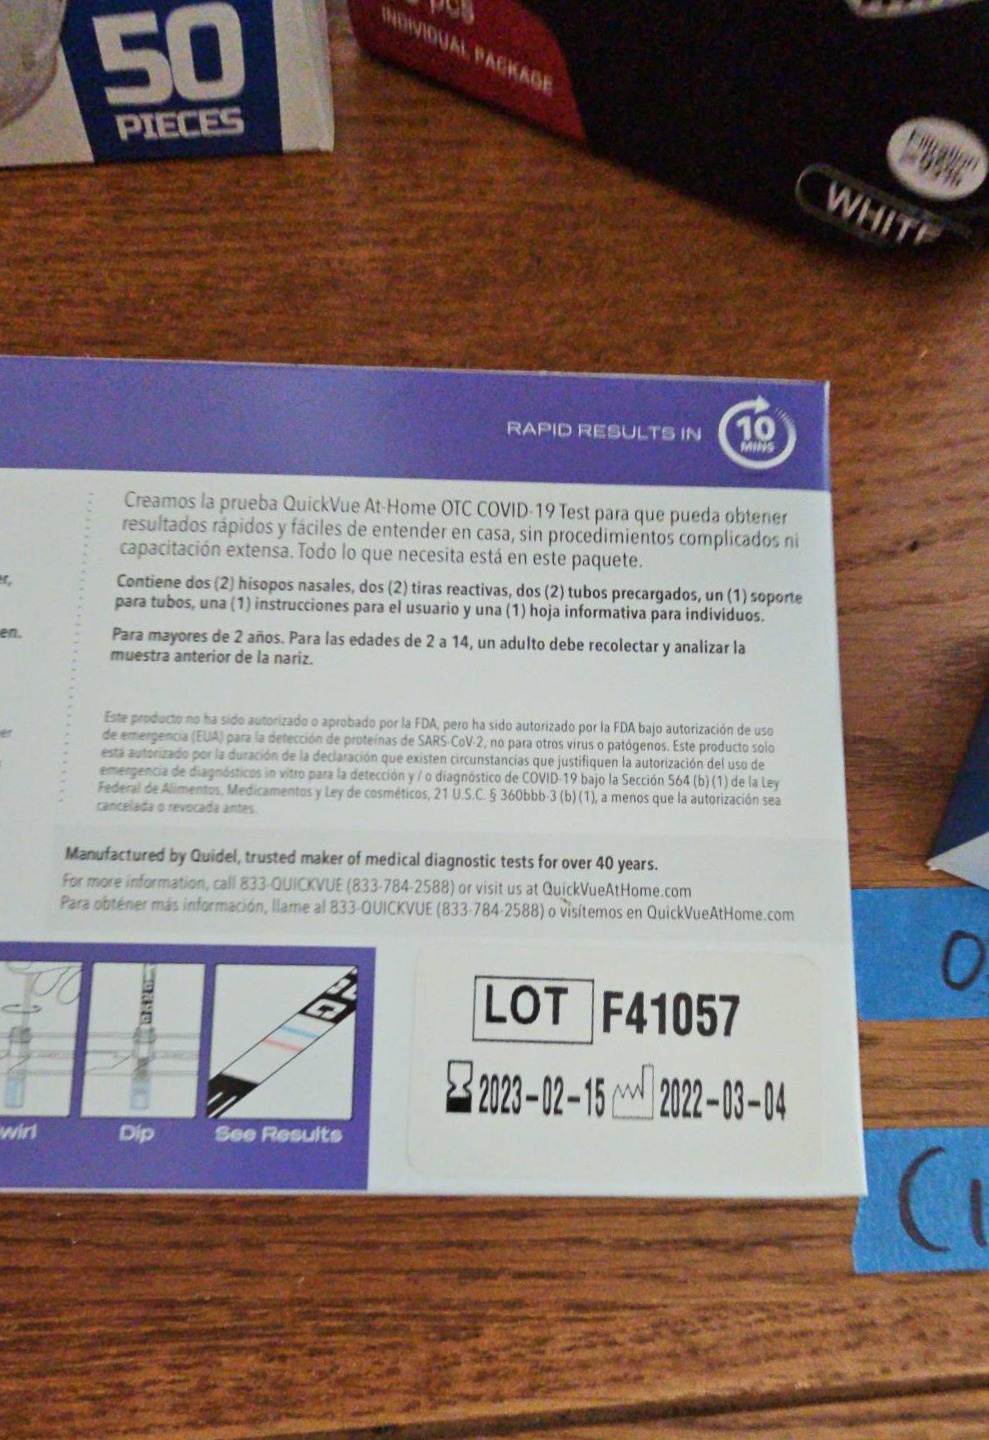 50
PIECES
pcs
INDIVIDUAL PACKAGE
Filtration
WHITE
RAPID RESULTS IN
10
MINS
Creamos la prueba QuickVue At-Home OTC COVID-19 Test para que pueda obtener
resultados rápidos y fáciles de entender en casa, sin procedimientos complicados ni
capacitación extensa. Todo lo que necesita está en este paquete.
Contiene dos (2) hisopos nasales, dos (2) tiras reactivas, dos (2) tubos precargados, un (1) soporte
para tubos, una (1) instrucciones para el usuario y una (1) hoja informativa para individuos.
Para mayores de 2 años. Para las edades de 2 a 14, un adulto debe recolectar y analizar la
muestra anterior de la nariz.
Este producto no ha sido autorizado o aprobado por la FDA, pero ha sido autorizado por la FDA bajo autorización de uso
de emergencia (EUA) para la detección de proteínas de SARS-CoV-2, no para otros virus o patógenos. Este producto solo
está autorizado por la duración de la declaración que existen circunstancias que justifiquen la autorización del uso de
emergencia de diagnósticos in vitro para la detección y / o diagnóstico de COVID-19 bajo la Sección 564 (b) (1) de la Ley
Federal de Alimentos, Medicamentos y Ley de cosméticos, 21 U.S.C. § 360bbb-3 (b) (1), a menos que la autorización sea
cancelada o revocada antes.
Manufactured by Quidel, trusted maker of medical diagnostic tests for over 40 years.
For more information, call 833-QUICKVUE (833-784-2588) or visit us at QuickVueAtHome.com
Para obténer más información, llame al 833-QUICKVUE (833-784-2588) o visítemos en QuickVueAtHome.com
wirl
Dip
See Results
LOT F41057
2023-02-15 2022-03-04